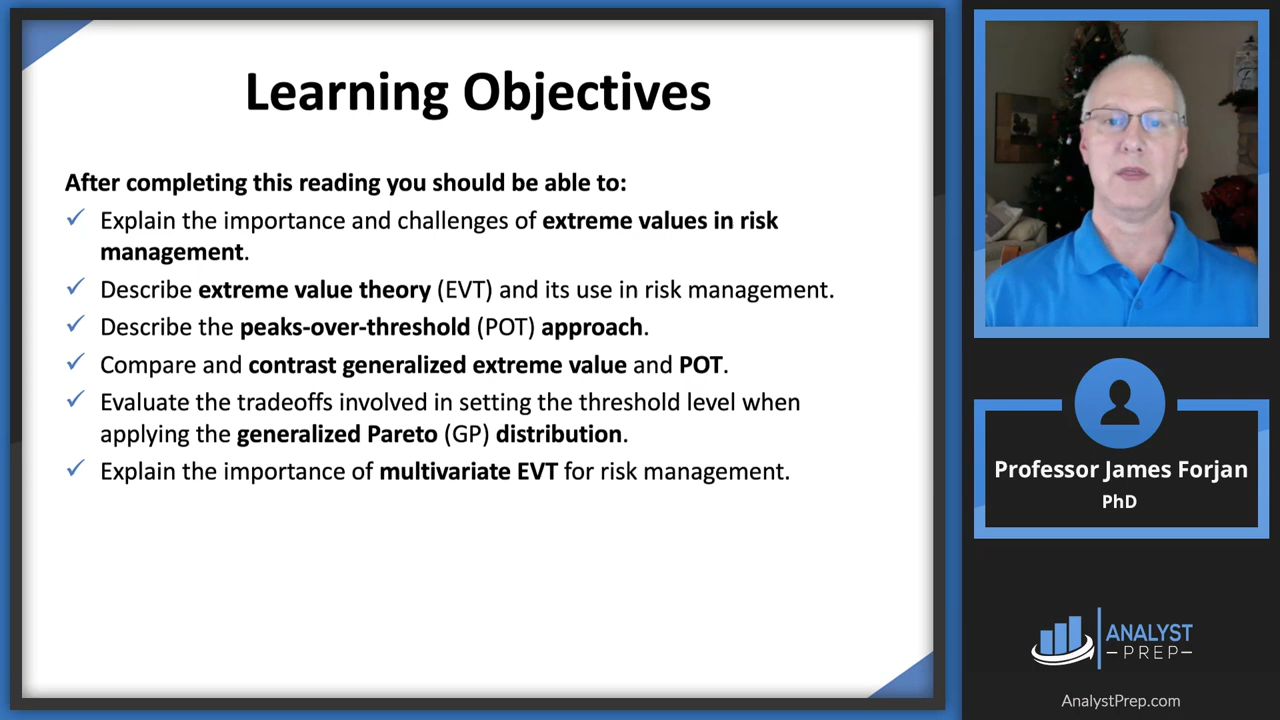 Learning Objectives
After completing this reading you should be able to:
Explain the importance and challenges of extreme values in risk
management.
Describe extreme value theory (EVT) and its use in risk management.
Describe the peaks-over-threshold (POT) approach.
Compare and contrast generalized extreme value and POT.
Evaluate the tradeoffs involved in setting the threshold level when
applying the generalized Pareto (GP) distribution.
Explain the importance of multivariate EVT for risk management.
Professor James Forjan
PhD
ANALYST
PREP
AnalystPrep.com